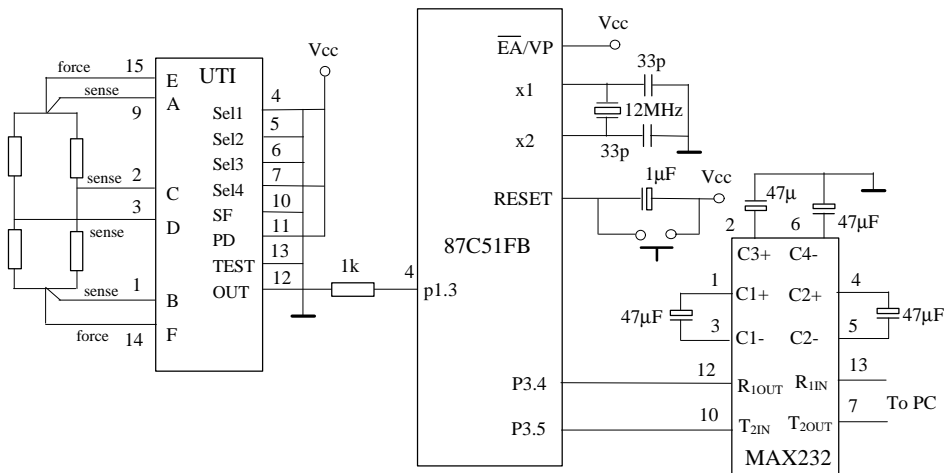 force
15
E
sense
A
9
2
sense
C
3
D
sense
1
sense
B
force
14
F
UTI
Vcc
Sel1
4
Sel2
5
Sel3
6
Sel4
7
SF
10
PD
11
TEST
13
OUT
12
1k
4
p1.3
87C51FB
EA/VP
Vcc
x1
33p
12MHz
x2
33p
RESET
1μF
Vcc
P3.4
P3.5
47μ
2
6
47μF
C3+
C4-
1
C1+
C2+
4
47μF
47μF
3
C1-
C2-
5
12
R1OUT
R1IN
13
To PC
10
T2IN
T2OUT
7
MAX232